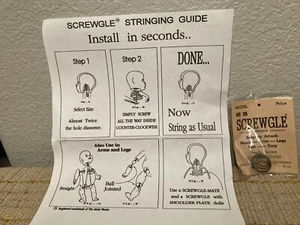 SCREWGLE® STRINGING GUIDE
Install in seconds..
Step 1
Select Size
Almost Twice
the hole diameter.
Step 2
SIMPLY SCREW
ALL THE WAY INSIDE
COUNTER-CLOCKWISE
DONE...
Now
String as Usual
Also Use in
Arms and Legs
Straight
Ball
Jointed
Use a SCREWGLE-MATE
and a SCREWGLE with
SHOULDER PLATE dolls
MODEL
Price
SCREWGLE